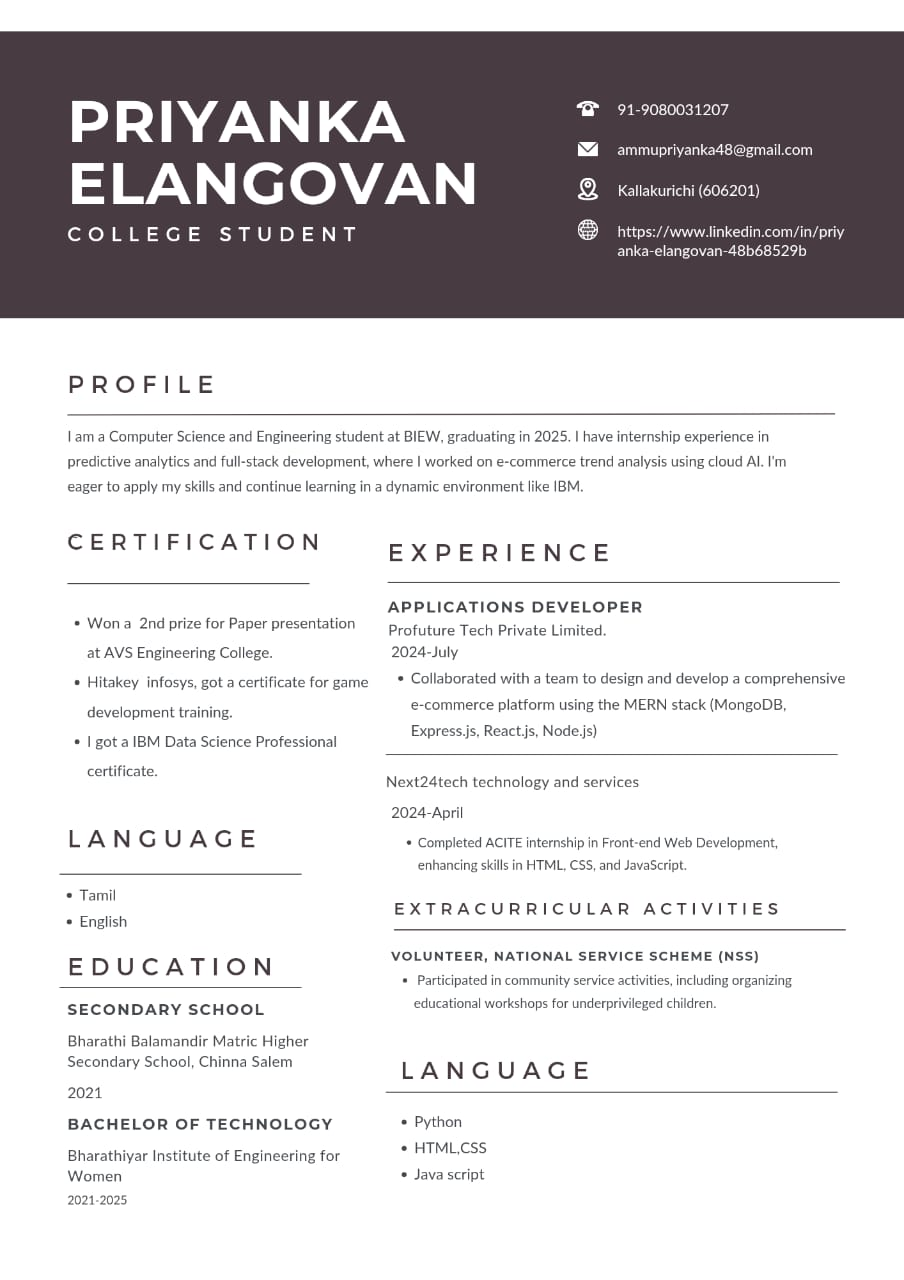 PRIYANKA
ELANGOVAN
COLLEGE STUDENT
91-9080031207
ammupriyanka48@gmail.com
Kallakurichi (606201)
https://www.linkedin.com/in/priy
anka-elangovan-48b68529b
PROFILE
I am a Computer Science and Engineering student at BIEW, graduating in 2025. I have internship experience in
predictive analytics and full-stack development, where I worked on e-commerce trend analysis using cloud AI. I'm
eager to apply my skills and continue learning in a dynamic environment like IBM.
CERTIFICATION
• Won a  2nd prize for Paper presentation
at AVS Engineering College.
• Hitakey  infosys, got a certificate for game
development training.
• I got a IBM Data Science Professional
certificate.
LANGUAGE
• Tamil
• English
EDUCATION
SECONDARY SCHOOL
Bharathi Balamandir Matric Higher
Secondary School, Chinna Salem
2021
BACHELOR OF TECHNOLOGY
Bharathiyar Institute of Engineering for
Women
2021-2025
EXPERIENCE
APPLICATIONS DEVELOPER
Profuture Tech Private Limited.
2024-July
• Collaborated with a team to design and develop a comprehensive
e-commerce platform using the MERN stack (MongoDB,
Express.js, React.js, Node.js)
Next24tech technology and services
2024-April
• Completed ACITE internship in Front-end Web Development,
enhancing skills in HTML, CSS, and JavaScript.
EXTRACURRICULAR ACTIVITIES
VOLUNTEER, NATIONAL SERVICE SCHEME (NSS)
• Participated in community service activities, including organizing
educational workshops for underprivileged children.
LANGUAGE
• Python
• HTML,CSS
• Java script